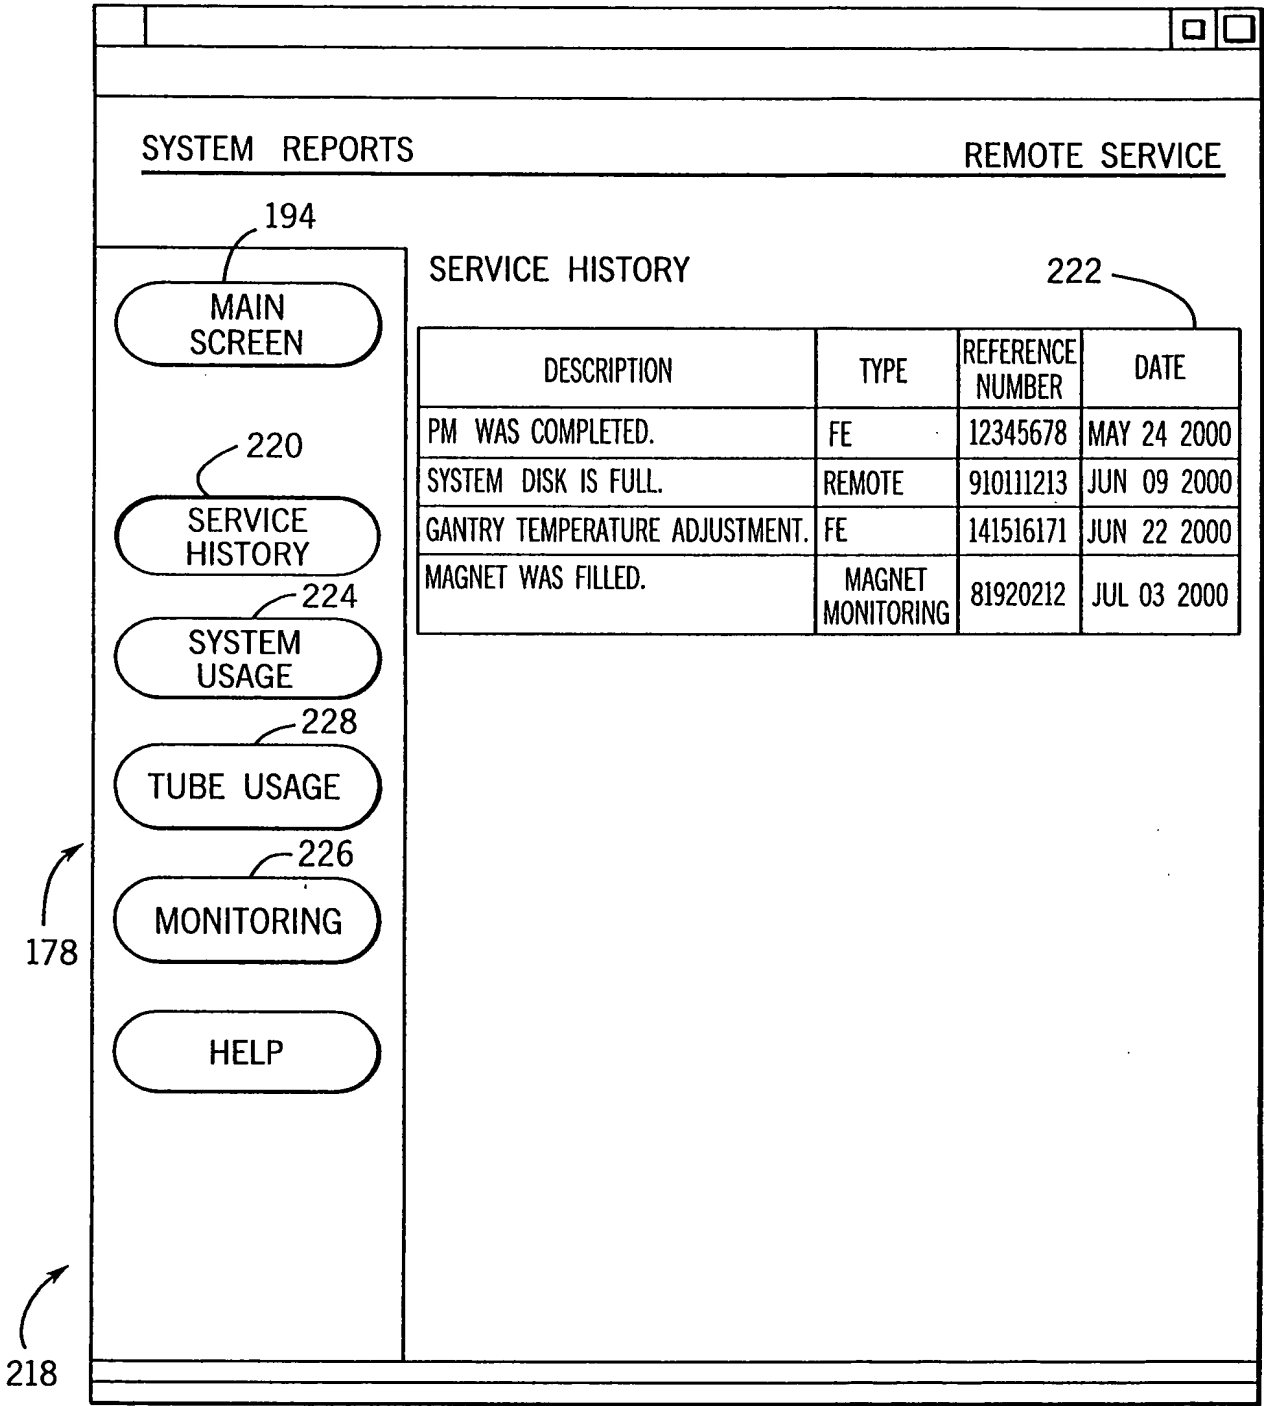 SYSTEM REPORTS
REMOTE SERVICE
194
MAIN
SCREEN
SERVICE HISTORY
222
DESCRIPTION TYPE REFERENCE NUMBER DATE
PM WAS COMPLETED. FE 12345678 MAY 24 2000
SYSTEM DISK IS FULL. REMOTE 910111213 JUN 09 2000
GANTRY TEMPERATURE ADJUSTMENT. FE 141516171 JUN 22 2000
MAGNET WAS FILLED. MAGNET MONITORING 81920212 JUL 03 2000
220
SERVICE
HISTORY
224
SYSTEM
USAGE
228
TUBE USAGE
226
MONITORING
178
HELP
218